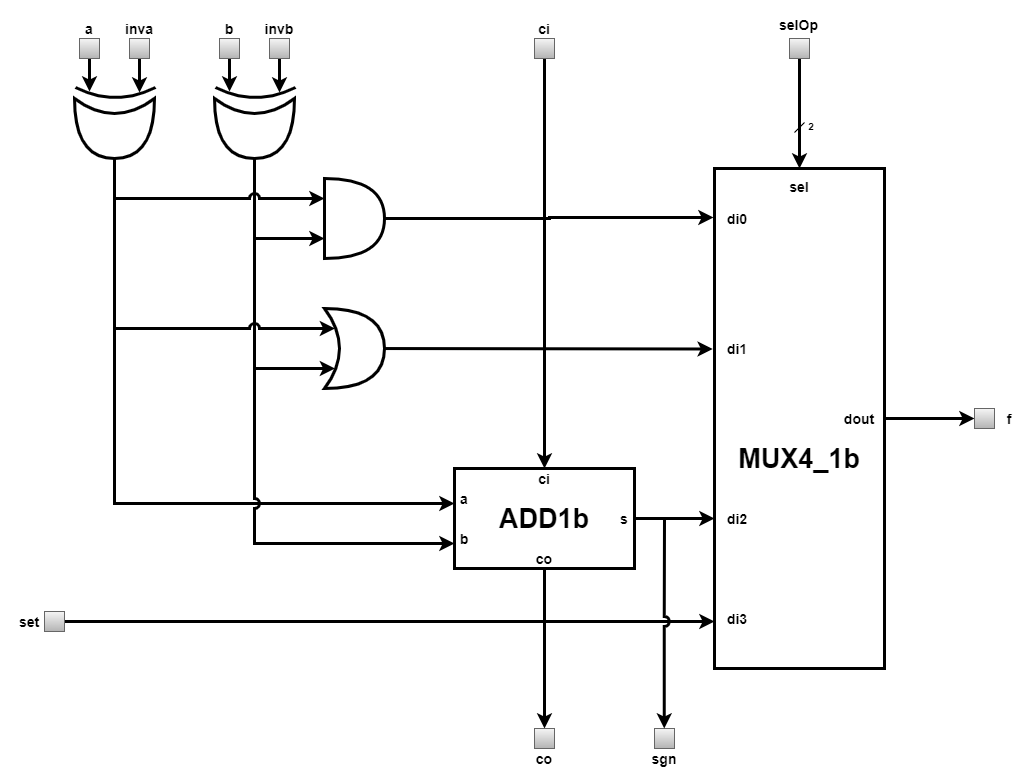 a
inva
b
invb
ci
selOp
2
sel
di0
di1
dout
f
MUX4_1b
ci
a
ADD1b
s
di2
b
co
set
di3
co
sgn